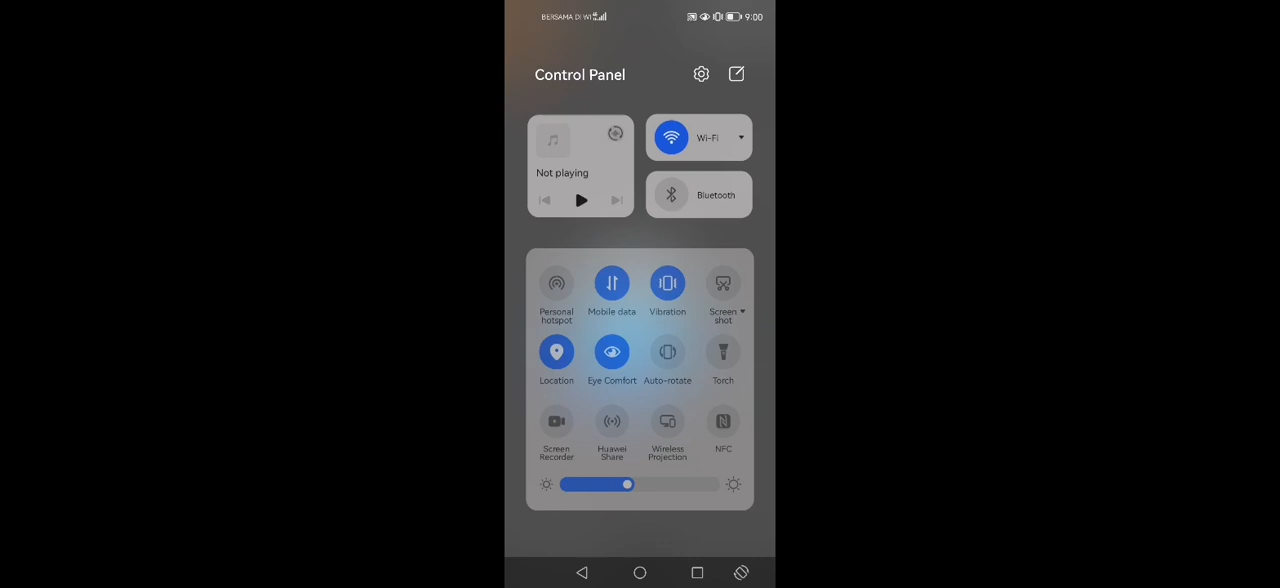 BERSAMA DI WI
9:00
Control Panel
Not playing
Wi-Fi
Bluetooth
Personal hotspot
Mobile data
Vibration
Screen shot
Location
Eye Comfort
Auto-rotate
Torch
Screen Recorder
Huawei Share
Wireless Projection
NFC